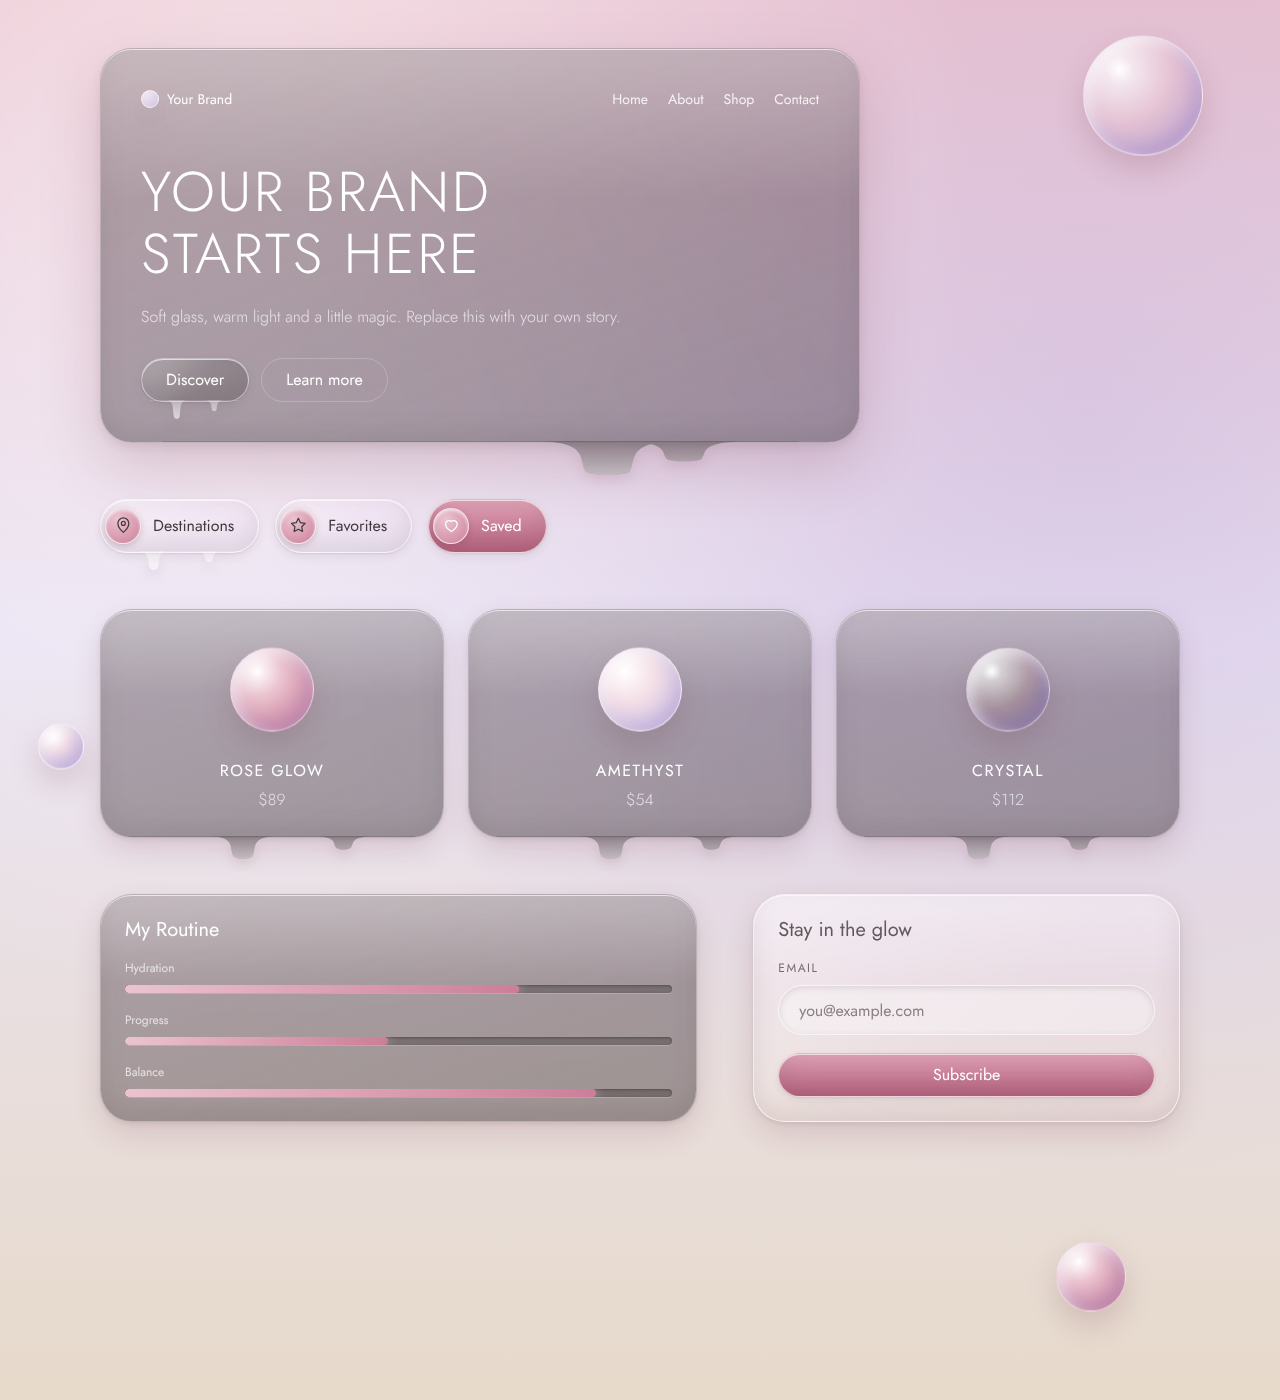 Your Brand
Home About Shop Contact
YOUR BRAND
STARTS HERE
Soft glass, warm light and a little magic. Replace this with your own story.
Discover Learn more
Destinations Favorites Saved
ROSE GLOW
$89
AMETHYST
$54
CRYSTAL
$112
My Routine
Hydration
Progress
Balance
Stay in the glow
EMAIL
you@example.com
Subscribe